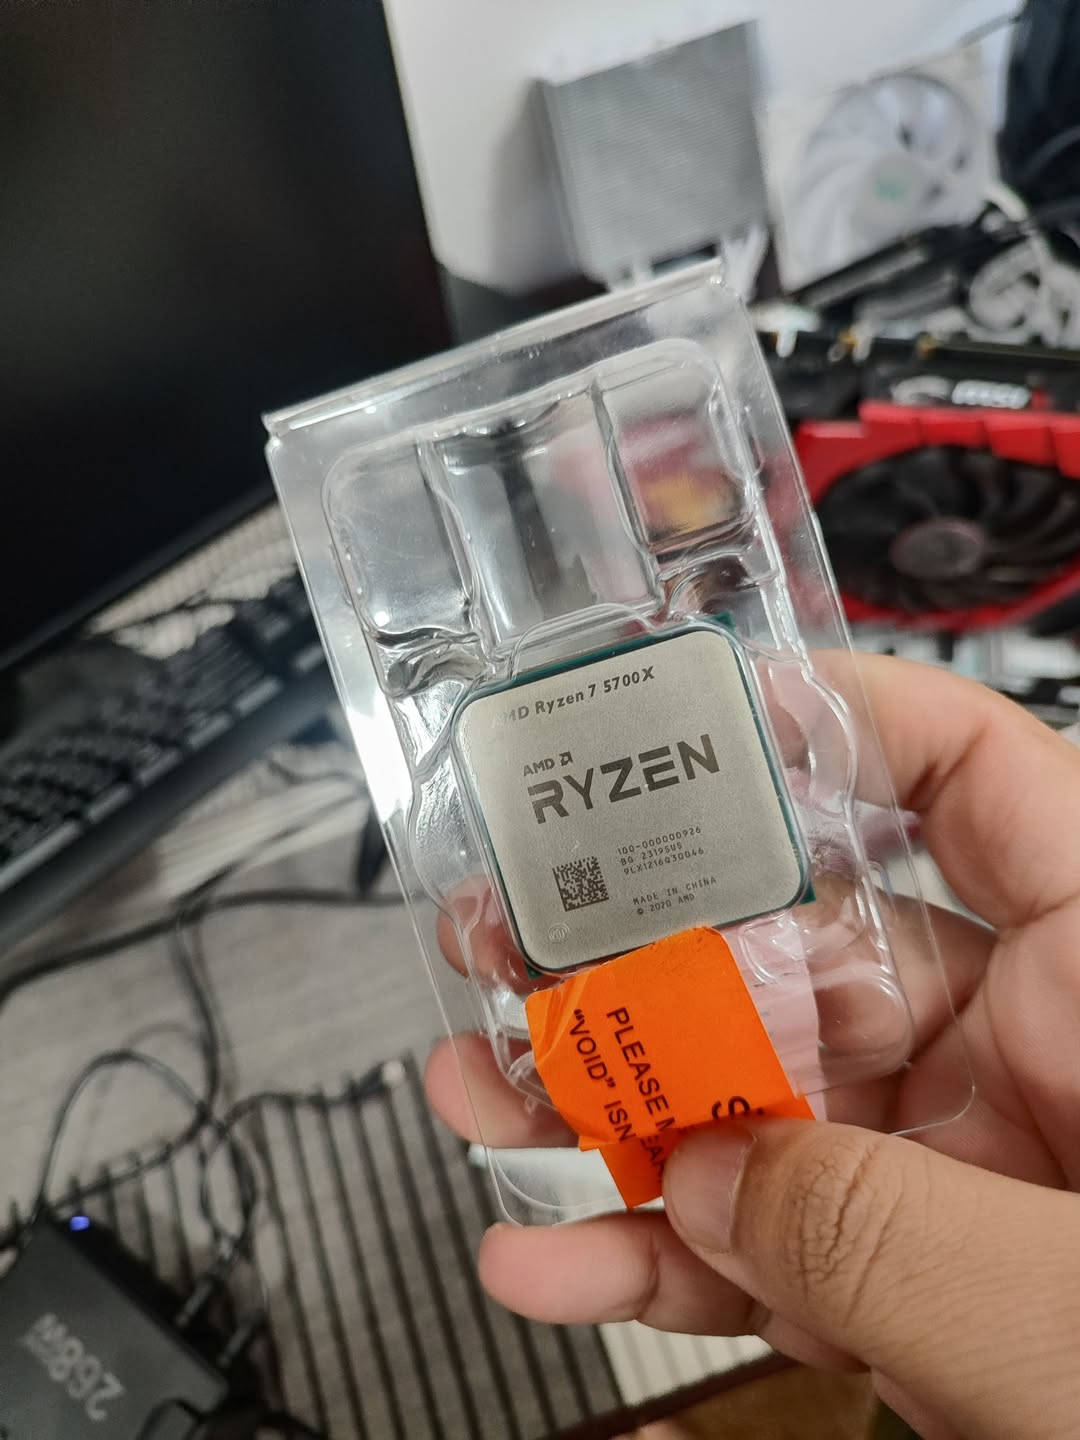 AMD Ryzen 7 5700X
AMD
RYZEN
100-000000926
BG 2319SUS
9LX1216Q30046
MADE IN CHINA
© 2020 AMD
PLEASE
"VOID" ISN
268W